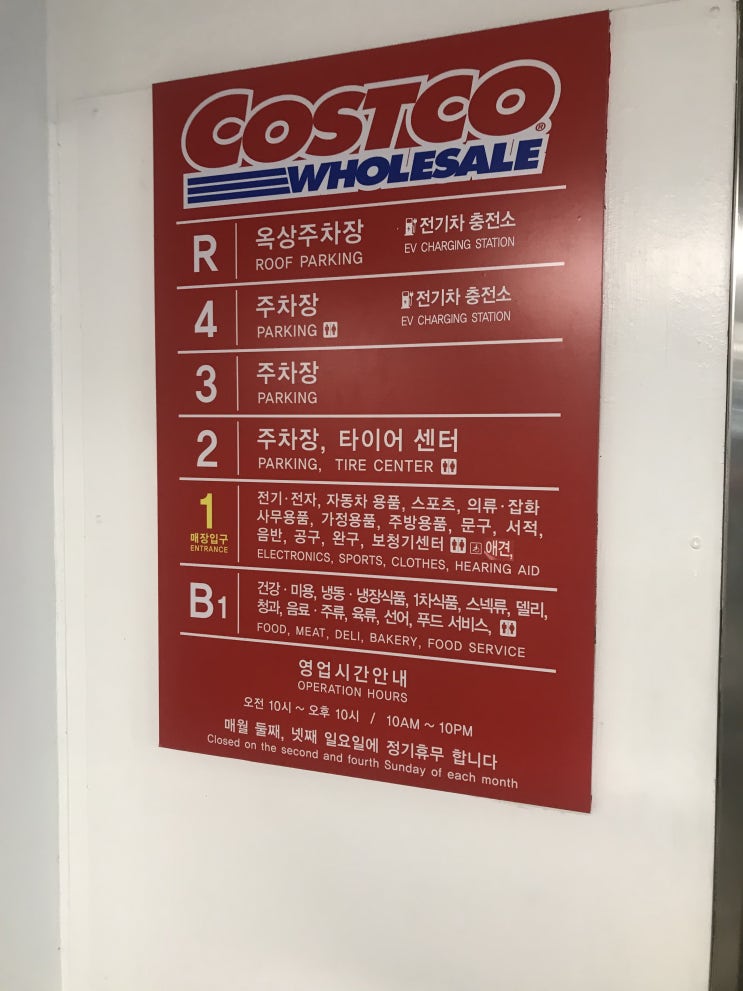 COSTCO
WHOLESALE
R 옥상주차장 전기차 충전소
ROOF PARKING EV CHARGING STATION
4 주차장 전기차 충전소
PARKING EV CHARGING STATION
3 주차장
PARKING
2 주차장, 타이어 센터
PARKING, TIRE CENTER
1 전기·전자, 자동차 용품, 스포츠, 의류·잡화
매장입구 사무용품, 가정용품, 주방용품, 문구, 서적,
ENTRANCE 음반, 공구, 완구, 보청기센터 애견,
ELECTRONICS, SPORTS, CLOTHES, HEARING AID
B1 건강·미용, 냉동·냉장식품, 1차식품, 스넥류, 델리,
청과, 음료·주류, 육류, 선어, 푸드 서비스,
FOOD, MEAT, DELI, BAKERY, FOOD SERVICE
영업시간안내
OPERATION HOURS
오전 10시 ~ 오후 10시 / 10AM ~ 10PM
매월 둘째, 넷째 일요일에 정기휴무 합니다
Closed on the second and fourth Sunday of each month